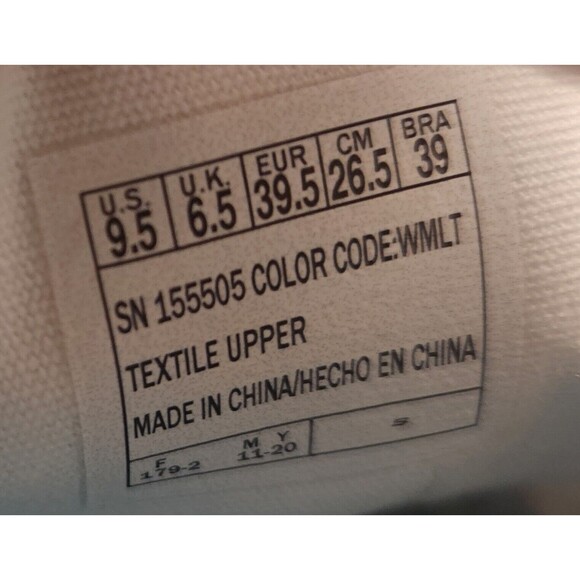 U.S. U.K. EUR CM BRA
9.5 6.5 39.5 26.5 39
SN 155505 COLOR CODE:WMLT
TEXTILE UPPER
MADE IN CHINA/HECHO EN CHINA
F M Y
179-2 11-20 S